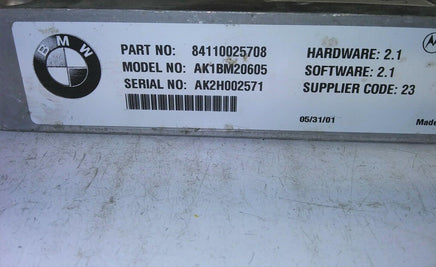 BMW
PART NO: 84110025708
HARDWARE: 2.1
MODEL NO: AK1BM20605
SOFTWARE: 2.1
SERIAL NO: AK2H002571
SUPPLIER CODE: 23
05/31/01
Made